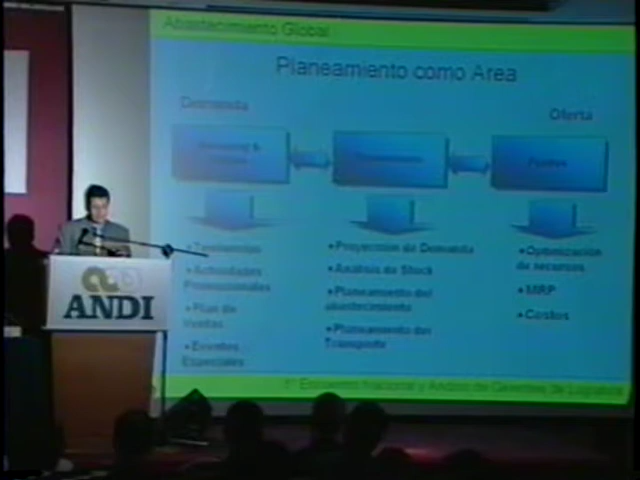 Abastecimiento Global
Planeamiento como Area
Demanda
Oferta
•Tendencias
•Actividades
Promocionales
•Plan de
Ventas
•Eventos
Especiales
•Proyección de Demanda
•Análisis de Stock
•Planeamiento del
abastecimiento
•Planeamiento del
Transporte
•Optimización
de recursos
•MRP
•Costos
1° Encuentro Nacional y Andino de Gerentes de Logística
ANDI